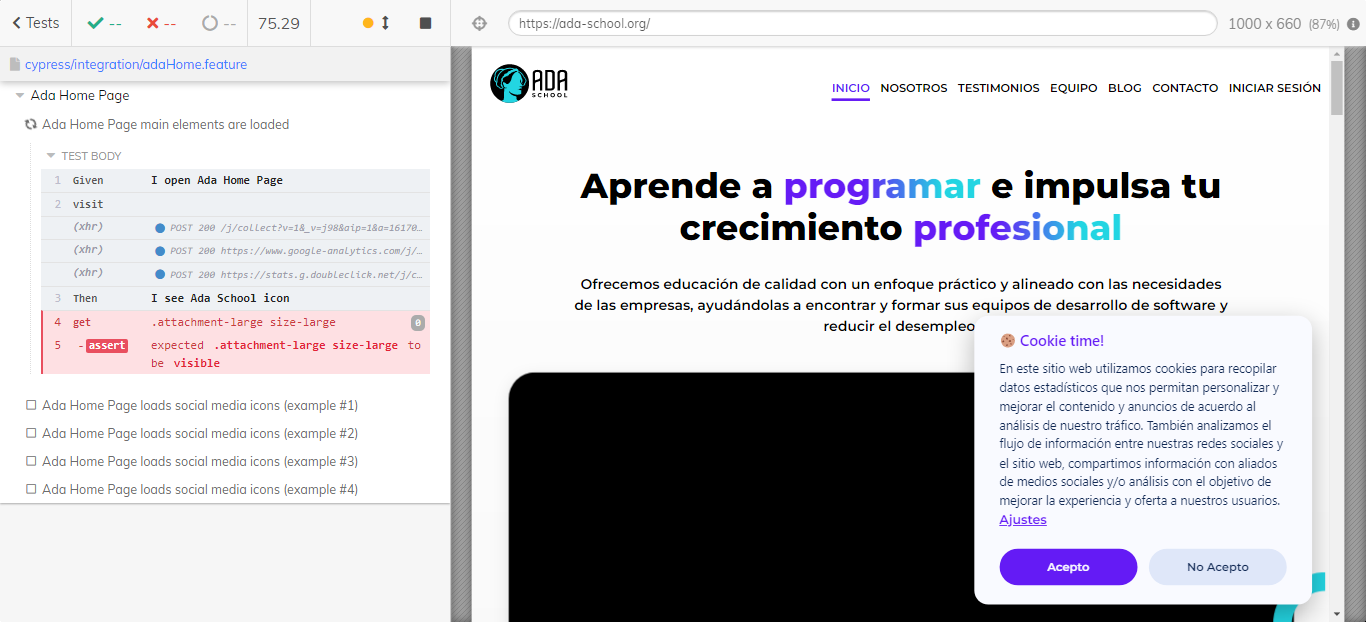 Tests
--
--
--
75.29
https://ada-school.org/
1000 x 660 (87%)
cypress/integration/adaHome.feature
Ada Home Page
Ada Home Page main elements are loaded
TEST BODY
1 Given I open Ada Home Page
2 visit
(xhr) POST 200 /j/collect?v=1&_v=j98&aip=1&a=16170…
(xhr) POST 200 https://www.google-analytics.com/j/…
(xhr) POST 200 https://stats.g.doubleclick.net/j/c…
3 Then I see Ada School icon
4 get .attachment-large size-large 0
5 -assert expected .attachment-large size-large to
be visible
Ada Home Page loads social media icons (example #1)
Ada Home Page loads social media icons (example #2)
Ada Home Page loads social media icons (example #3)
Ada Home Page loads social media icons (example #4)
ADA
SCHOOL
INICIO NOSOTROS TESTIMONIOS EQUIPO BLOG CONTACTO INICIAR SESIÓN
Aprende a programar e impulsa tu
crecimiento profesional
Ofrecemos educación de calidad con un enfoque práctico y alineado con las necesidades
de las empresas, ayudándolas a encontrar y formar sus equipos de desarrollo de software y
reducir el desempleo
Cookie time!
En este sitio web utilizamos cookies para recopilar
datos estadísticos que nos permitan personalizar y
mejorar el contenido y anuncios de acuerdo al
análisis de nuestro tráfico. También analizamos el
flujo de información entre nuestras redes sociales y
el sitio web, compartimos información con aliados
de medios sociales y/o análisis con el objetivo de
mejorar la experiencia y oferta a nuestros usuarios.
Ajustes
Acepto
No Acepto